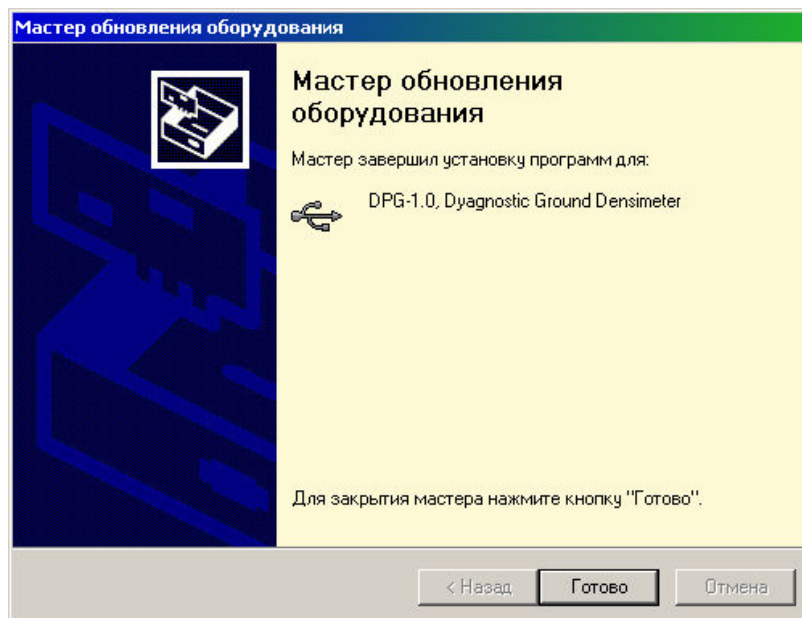 Мастер обновления оборудования
Мастер обновления
оборудования
Мастер завершил установку программ для:
DPG-1.0, Dyagnostic Ground Densimeter
Для закрытия мастера нажмите кнопку "Готово".
< Назад
Готово
Отмена